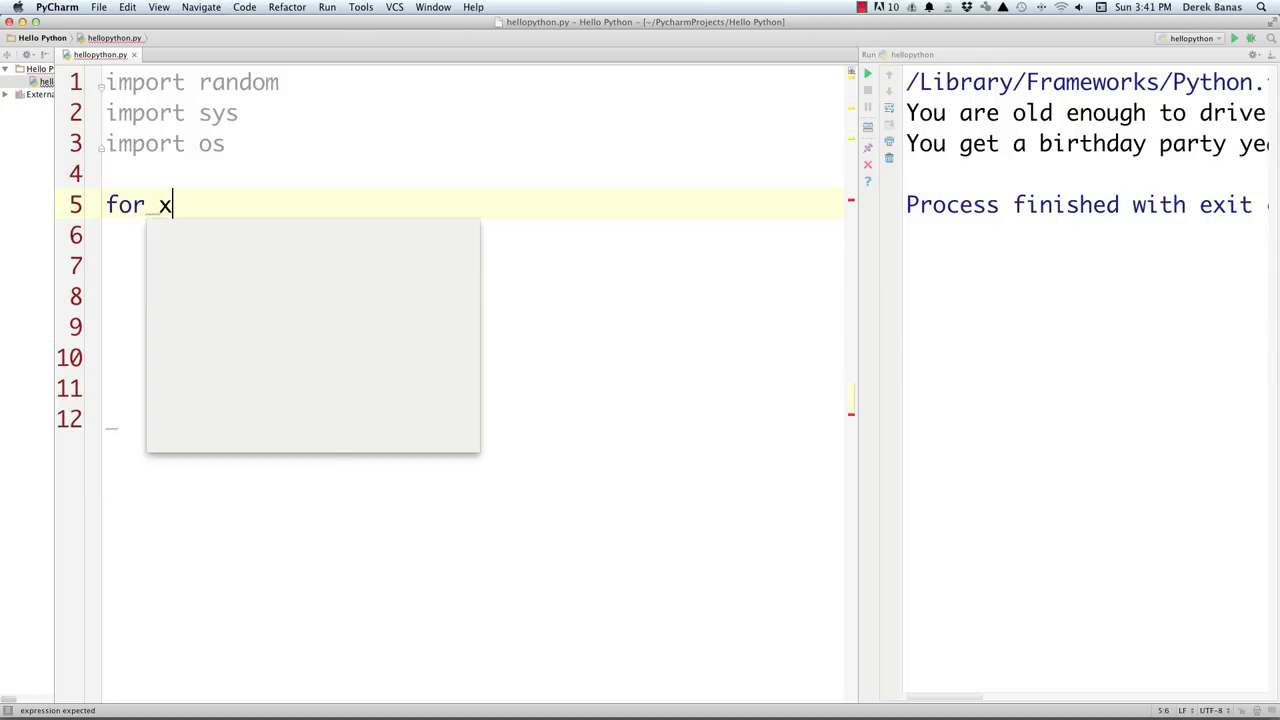 PyCharm File Edit View Navigate Code Refactor Run Tools VCS Window Help 10 Sun 3:41 PM Derek Banas
hellopython.py - Hello Python - [~/PycharmProjects/Hello Python]
Hello Python hellopython.py hellopython
hellopython.py Run hellopython
Hello P
hell
Externa
1 import random
2 import sys
3 import os
4
5 for x
6
7
8
9
10
11
12
/Library/Frameworks/Python.
You are old enough to drive
You get a birthday party ye
Process finished with exit
expression expected 5:6 LF UTF-8